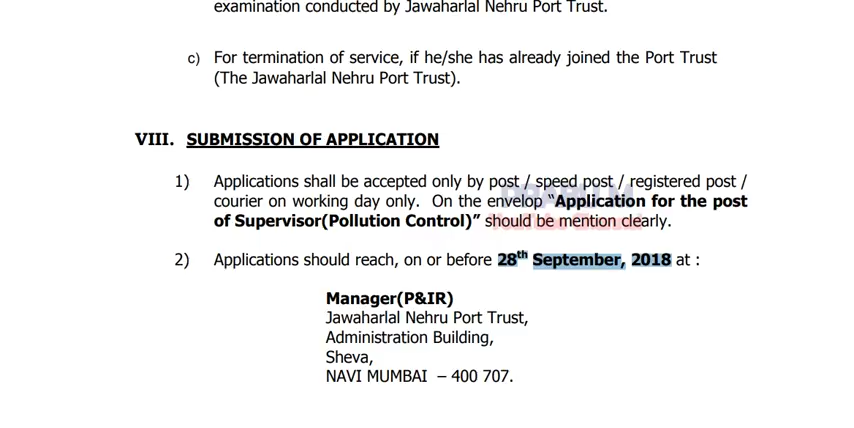 examination conducted by Jawaharlal Nehru Port Trust.
c) For termination of service, if he/she has already joined the Port Trust
(The Jawaharlal Nehru Port Trust).
VIII. SUBMISSION OF APPLICATION
1) Applications shall be accepted only by post / speed post / registered post /
courier on working day only. On the envelop “Application for the post
of Supervisor(Pollution Control)” should be mention clearly.
2) Applications should reach, on or before 28th September, 2018 at :
Manager(P&IR)
Jawaharlal Nehru Port Trust,
Administration Building,
Sheva,
NAVI MUMBAI – 400 707.